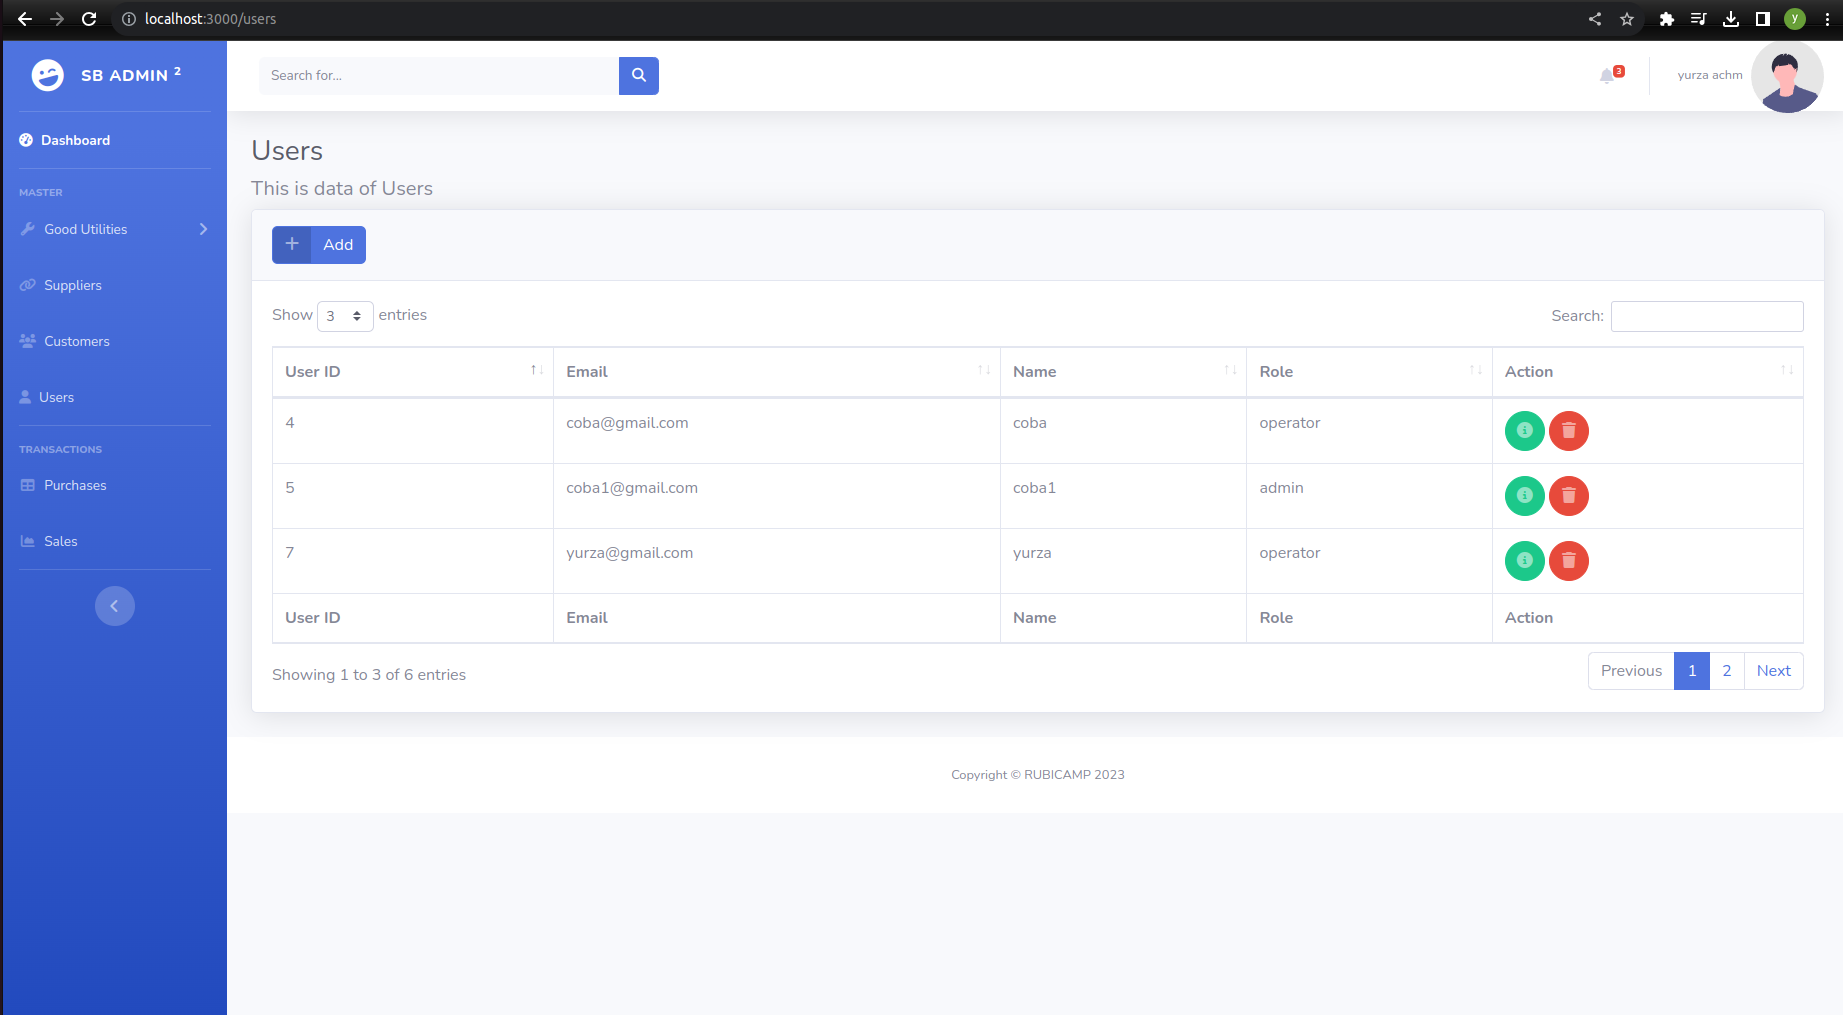 localhost:3000/users
y
SB ADMIN 2
Search for...
3
yurza achm
Dashboard
MASTER
Good Utilities
Suppliers
Customers
Users
TRANSACTIONS
Purchases
Sales
Users
This is data of Users
Add
Show 3 entries
Search:
User ID Email Name Role Action
4 coba@gmail.com coba operator
5 coba1@gmail.com coba1 admin
7 yurza@gmail.com yurza operator
User ID Email Name Role Action
Showing 1 to 3 of 6 entries
Previous 1 2 Next
Copyright © RUBICAMP 2023